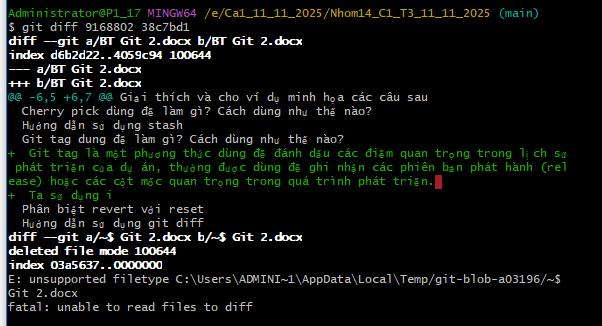 Administrator@P1_17 MINGW64 /e/Ca1_11_11_2025/Nhom14_C1_T3_11_11_2025 (main)
$ git diff 9168802 38c7bd1
diff --git a/BT Git 2.docx b/BT Git 2.docx
index d6b2d22..4059c94 100644
--- a/BT Git 2.docx
+++ b/BT Git 2.docx
@@ -6,5 +6,7 @@ Giải thích và cho ví dụ minh họa các câu sau
  Cherry pick dùng để làm gì? Cách dùng như thế nào?
  Hướng dẫn sử dụng stash
  Git tag dung để làm gì? Cách dùng như thế nào?
+  Git tag là một phương thức dùng để đánh dấu các điểm quan trọng trong lịch sử
 phát triển của dự án, thường được dùng để ghi nhận các phiên bản phát hành (rel
ease) hoặc các cột mốc quan trọng trong quá trình phát triển.
+  Ta sử dụng i
  Phân biệt revert với reset
  Hướng dẫn sử dụng git diff
diff --git a/~$ Git 2.docx b/~$ Git 2.docx
deleted file mode 100644
index 03a5637..0000000
E: unsupported filetype C:\Users\ADMINI~1\AppData\Local\Temp/git-blob-a03196/~$
Git 2.docx
fatal: unable to read files to diff